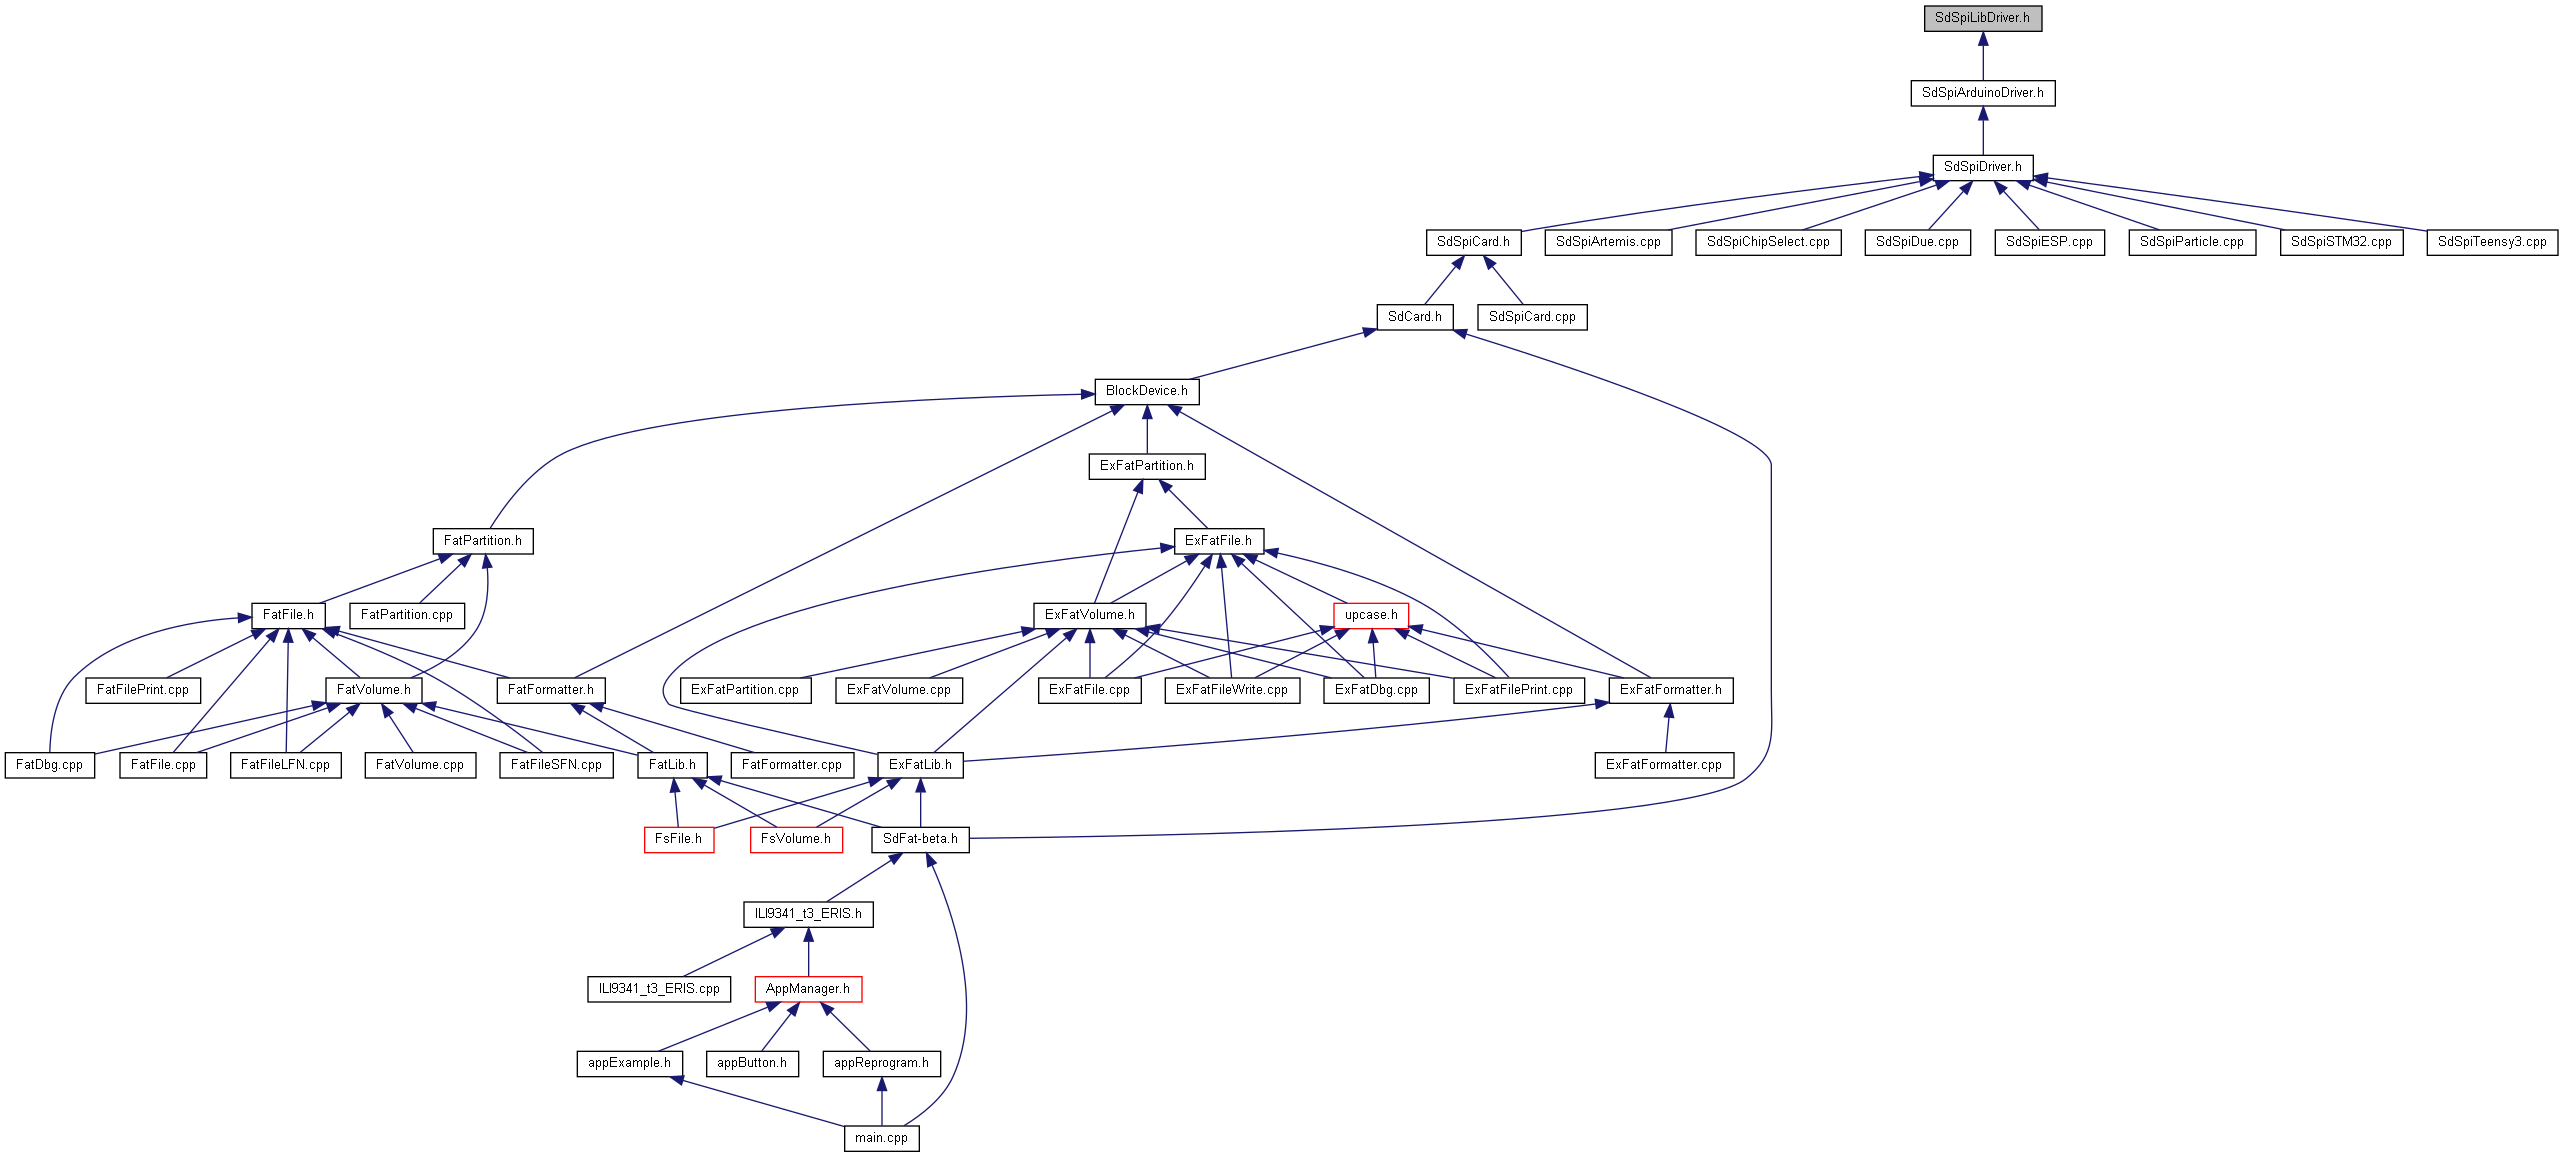 SdSpiLibDriver.h
SdSpiArduinoDriver.h
SdSpiDriver.h
SdSpiCard.h
SdSpiArtemis.cpp
SdSpiChipSelect.cpp
SdSpiDue.cpp
SdSpiESP.cpp
SdSpiParticle.cpp
SdSpiSTM32.cpp
SdSpiTeensy3.cpp
SdCard.h
SdSpiCard.cpp
BlockDevice.h
ExFatPartition.h
FatPartition.h
ExFatFile.h
FatFile.h
FatPartition.cpp
ExFatVolume.h
upcase.h
FatFilePrint.cpp
FatVolume.h
FatFormatter.h
ExFatPartition.cpp
ExFatVolume.cpp
ExFatFile.cpp
ExFatFileWrite.cpp
ExFatDbg.cpp
ExFatFilePrint.cpp
ExFatFormatter.h
FatDbg.cpp
FatFile.cpp
FatFileLFN.cpp
FatVolume.cpp
FatFileSFN.cpp
FatLib.h
FatFormatter.cpp
ExFatLib.h
ExFatFormatter.cpp
FsFile.h
FsVolume.h
SdFat-beta.h
ILI9341_t3_ERIS.h
ILI9341_t3_ERIS.cpp
AppManager.h
appExample.h
appButton.h
appReprogram.h
main.cpp